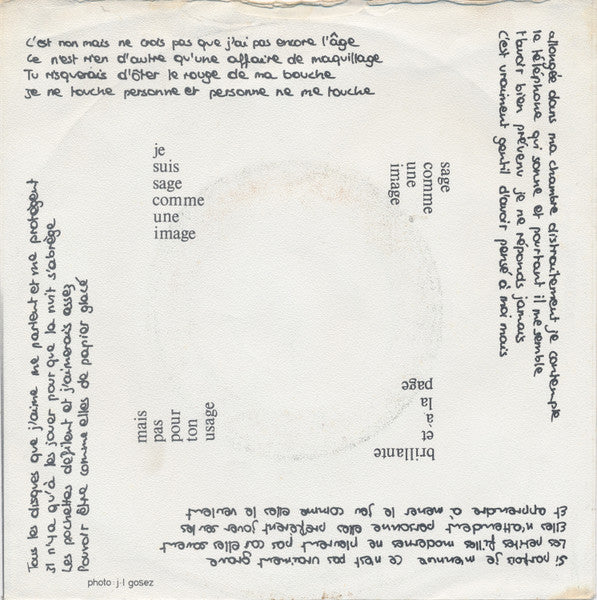 C'est non mais ne crois pas que j'ai pas encore l'âge
Ce n'est rien d'autre qu'une affaire de maquillage
Tu risquerais d'ôter le rouge de ma bouche
Je ne touche personne et personne ne me touche
allongée dans ma chambre distraitement je contemple
le téléphone qui sonne et pourtant il me semble
t'avoir bien prévenu je ne réponds jamais
c'est vraiment gentil d'avoir pensé à moi mais
Si parfois je m'ennuie ce n'est pas vraiment grave
Les petites filles modernes ne pleurent pas car elles savent
Elles n'attendent personne elles préfèrent jouer seules
Et apprendre à mener le jeu comme elles le veulent
Tous les disques que j'aime me parlent et me protègent
Il n'y a qu'à les jouer pour que la nuit s'abrège
Les pochettes défilent et j'aimerais assez
Pouvoir être comme elles de papier glacé
je
suis
sage
comme
une
image
sage
comme
une
image
brillante
et
à
la
page
mais
pas
pour
ton
usage
photo : j-l gosez